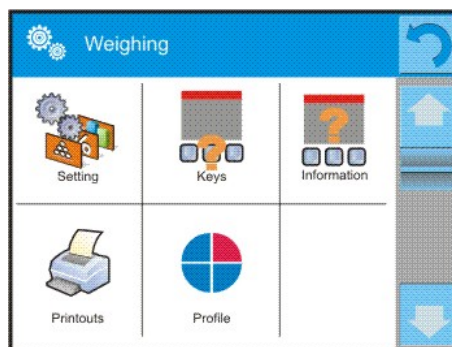 Weighing
Setting
Keys
Information
Printouts
Profile